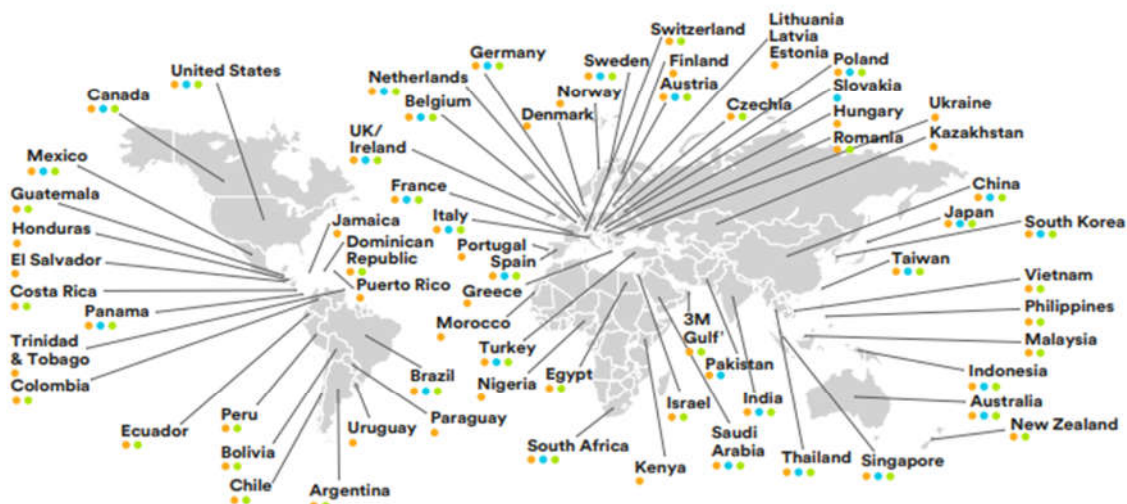 United States
Canada
Mexico
Guatemala
Honduras
El Salvador
Costa Rica
Panama
Trinidad
& Tobago
Colombia
Ecuador
Peru
Bolivia
Chile
Argentina
Uruguay
Paraguay
Brazil
Jamaica
Dominican
Republic
Puerto Rico
Germany
Netherlands
Belgium
UK/
Ireland
France
Italy
Portugal
Spain
Greece
Morocco
Turkey
Nigeria
Egypt
South Africa
Kenya
Israel
Saudi
Arabia
3M
Gulf'
Pakistan
India
Thailand
Singapore
Switzerland
Sweden
Finland
Norway
Austria
Denmark
Lithuania
Latvia
Estonia
Poland
Slovakia
Czechia
Hungary
Romania
Ukraine
Kazakhstan
China
Japan
South Korea
Taiwan
Vietnam
Philippines
Malaysia
Indonesia
Australia
New Zealand